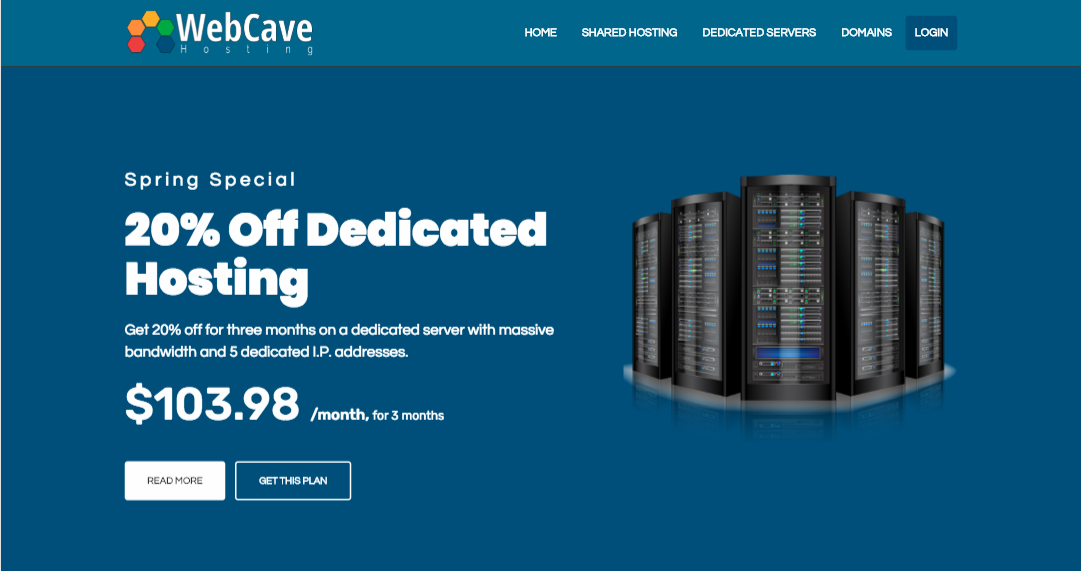 WebCave
Hosting
HOME SHARED HOSTING DEDICATED SERVERS DOMAINS LOGIN
Spring Special
20% Off Dedicated
Hosting
Get 20% off for three months on a dedicated server with massive
bandwidth and 5 dedicated I.P. addresses.
$103.98 /month, for 3 months
READ MORE GET THIS PLAN